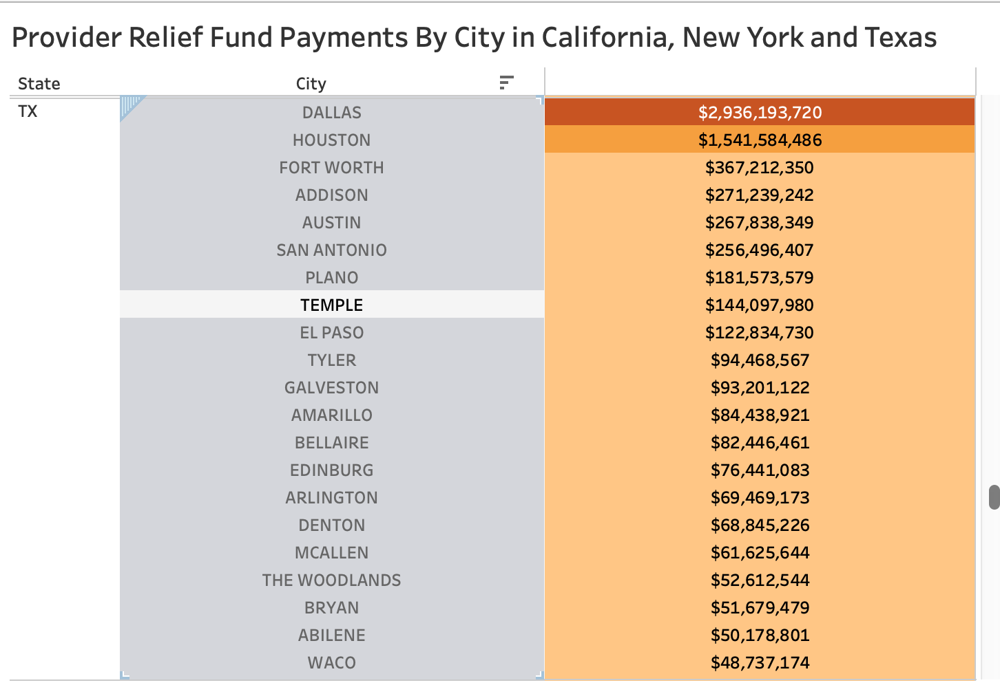 Provider Relief Fund Payments By City in California, New York and Texas
State City
TX DALLAS $2,936,193,720
HOUSTON $1,541,584,486
FORT WORTH $367,212,350
ADDISON $271,239,242
AUSTIN $267,838,349
SAN ANTONIO $256,496,407
PLANO $181,573,579
TEMPLE $144,097,980
EL PASO $122,834,730
TYLER $94,468,567
GALVESTON $93,201,122
AMARILLO $84,438,921
BELLAIRE $82,446,461
EDINBURG $76,441,083
ARLINGTON $69,469,173
DENTON $68,845,226
MCALLEN $61,625,644
THE WOODLANDS $52,612,544
BRYAN $51,679,479
ABILENE $50,178,801
WACO $48,737,174